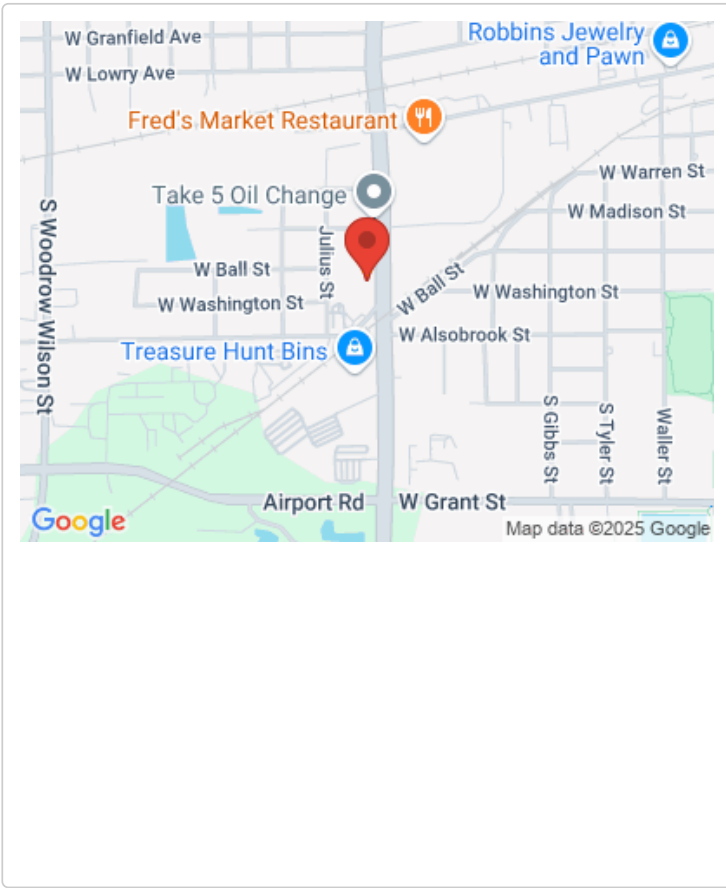 W Granfield Ave
Robbins Jewelry
and Pawn
W Lowry Ave
Fred's Market Restaurant
W Warren St
Take 5 Oil Change
W Madison St
S Woodrow Wilson St
Julius St
W Ball St
W Ball St
W Washington St
W Washington St
W Alsobrook St
Treasure Hunt Bins
S Gibbs St
S Tyler St
Waller St
Airport Rd
W Grant St
Google
Map data ©2025 Google